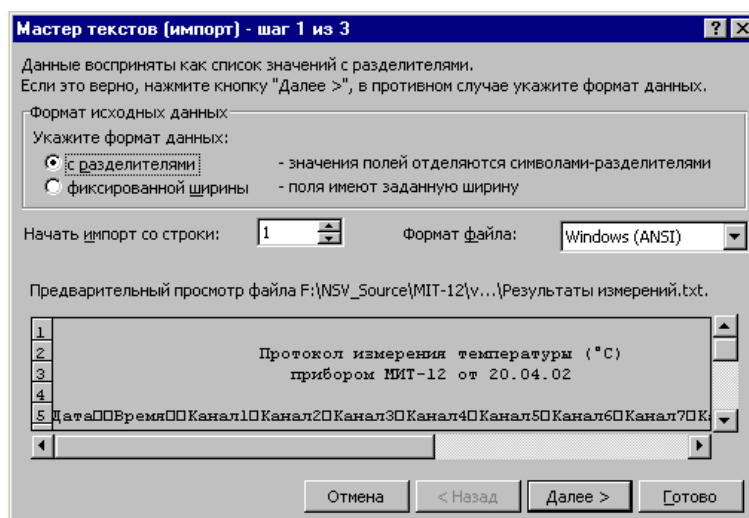 Мастер текстов (импорт) - шаг 1 из 3
Данные восприняты как список значений с разделителями.
Если это верно, нажмите кнопку "Далее >", в противном случае укажите формат данных.
Формат исходных данных
Укажите формат данных:
с разделителями - значения полей отделяются символами-разделителями
фиксированной ширины - поля имеют заданную ширину
Начать импорт со строки: 1 Формат файла: Windows (ANSI)
Предварительный просмотр файла F:\NSV_Source\MIT-12\v...\Результаты измерений.txt.
1
2 Протокол измерения температуры (°C)
3 прибором МИТ-12 от 20.04.02
4
5 Дата□□Время□□Канал1□Канал2□Канал3□Канал4□Канал5□Канал6□Канал7□Ка
Отмена < Назад Далее > Готово